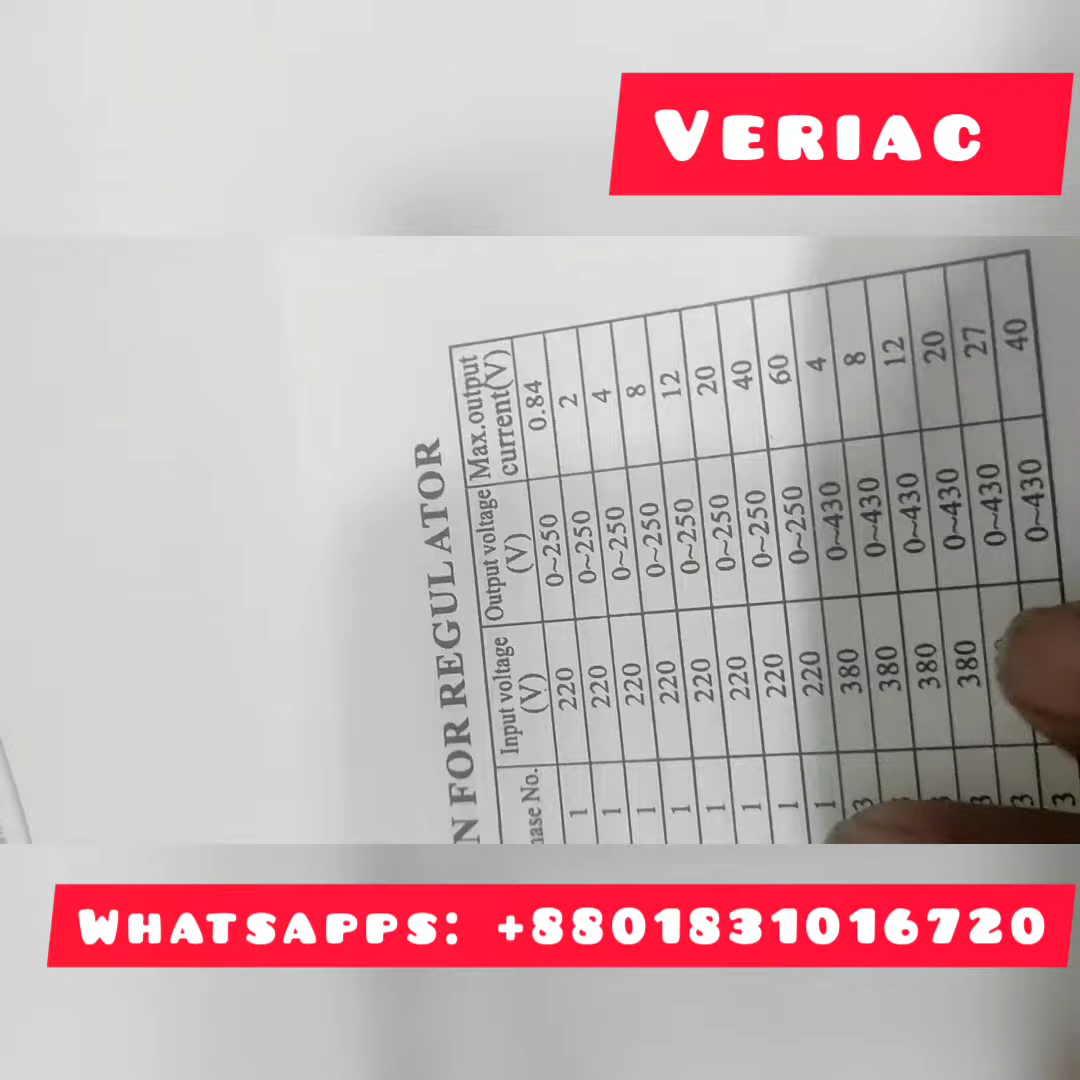 VERIAC
N FOR REGULATOR
hase No. Input voltage (V) Output voltage (V) Max.output current(V)
1 220 0~250 0.84
1 220 0~250 2
1 220 0~250 4
1 220 0~250 8
1 220 0~250 12
1 220 0~250 20
1 220 0~250 40
1 220 0~250 60
3 380 0~430 4
380 0~430 8
380 0~430 12
3 380 0~430 20
3 0~430 27
3 0~430 40
WHATSAPPS: +8801831016720